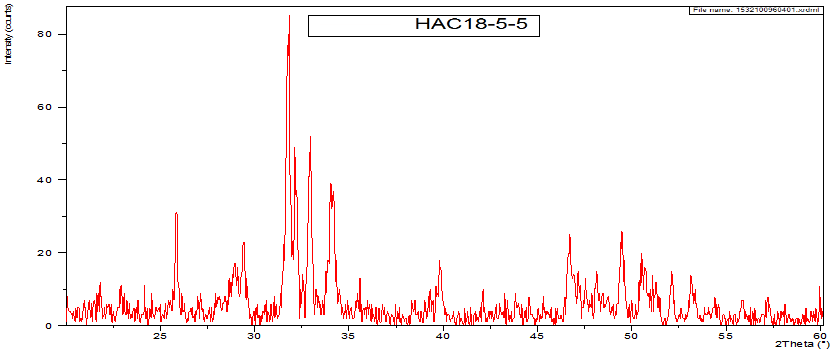 File name: 1532100960401.xrdml
Intensity (counts)
HAC18-5-5
80
60
40
20
0
25 30 35 40 45 50 55 60
2Theta (°)